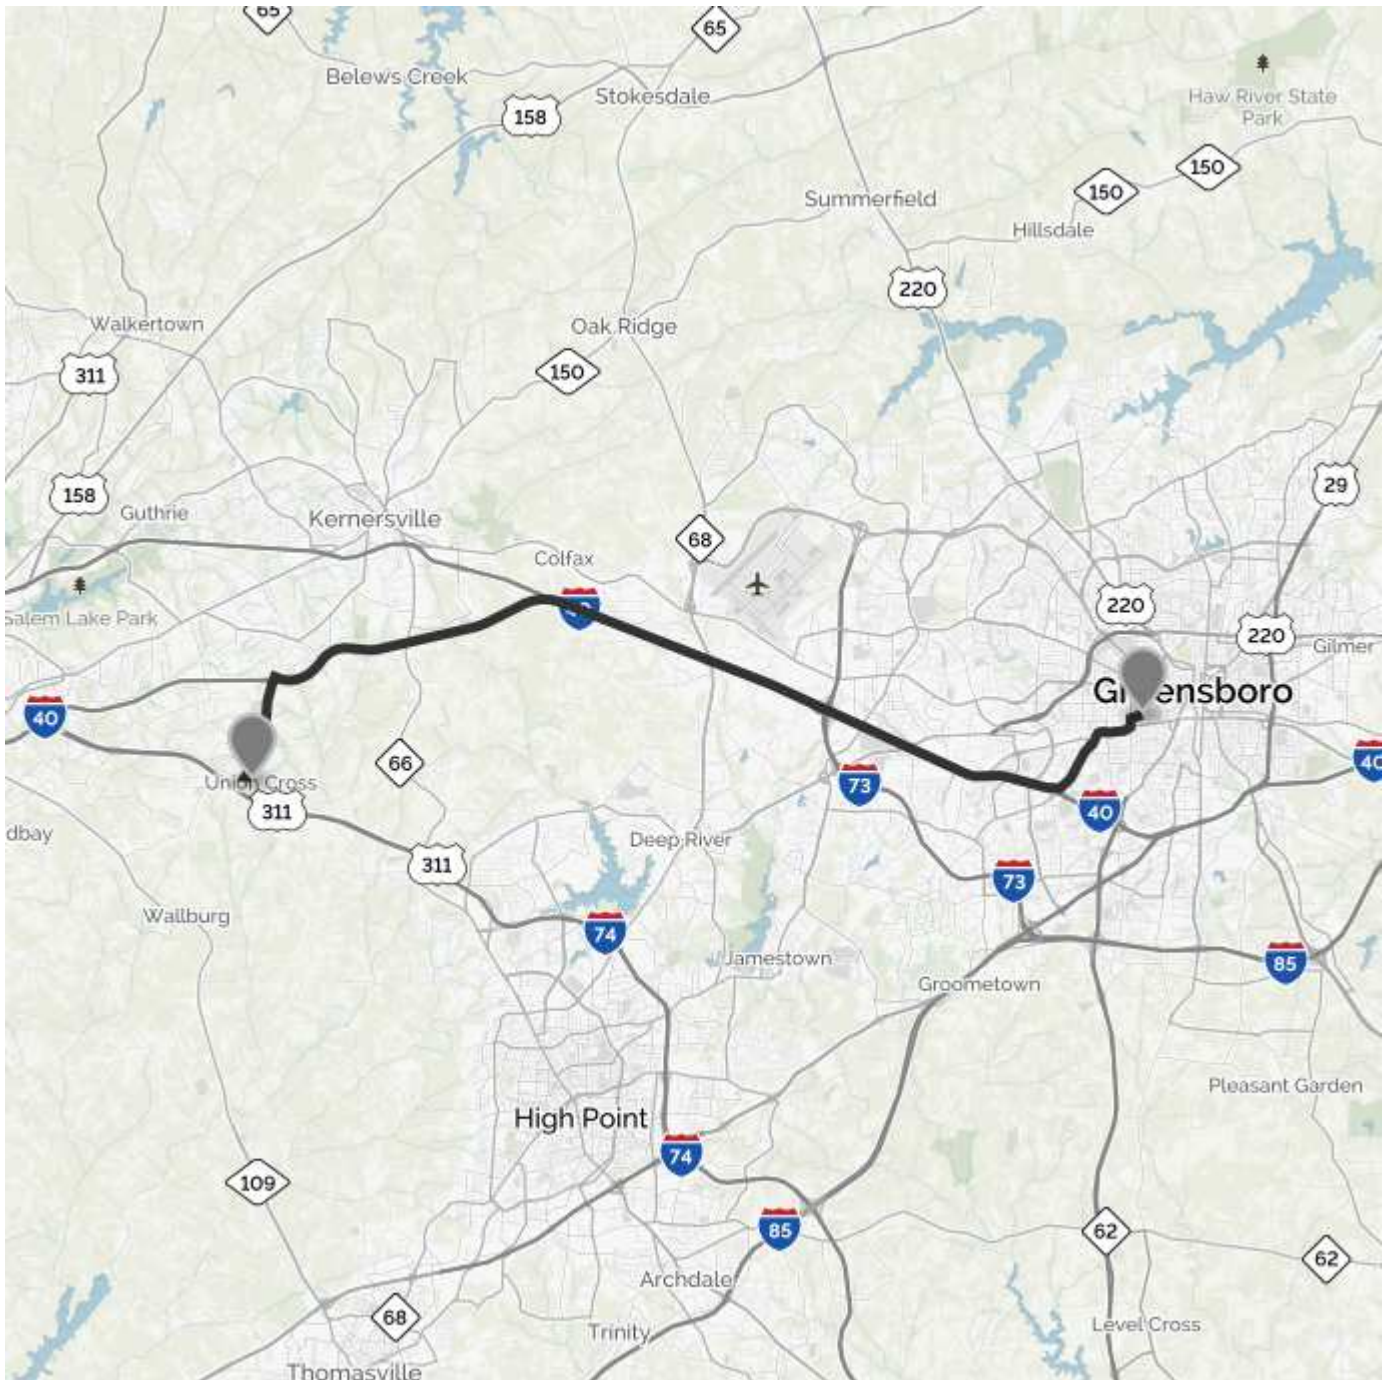 65
65
Belews Creek
Stokesdale
158
Haw River State
Park
150
150
Summerfield
Hillsdale
220
Walkertown
Oak Ridge
311
150
158
29
Guthrie
Kernersville
68
Colfax
220
Salem Lake Park
220
Gilmer
Greensboro
40
66
Union Cross
73
40
40
311
dbay
Deep River
311
73
Wallburg
74
Jamestown
85
Groometown
Pleasant Garden
High Point
74
109
85
62
62
Archdale
68
Trinity
Level Cross
Thomasville